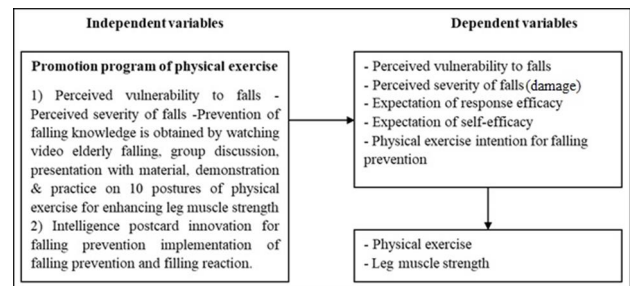 Independent variables
Promotion program of physical exercise
1) Perceived vulnerability to falls -
Perceived severity of falls -Prevention of
falling knowledge is obtained by watching
video elderly falling, group discussion,
presentation with material, demonstration
& practice on 10 postures of physical
exercise for enhancing leg muscle strength
2) Intelligence postcard innovation for
falling prevention implementation of
falling prevention and filling reaction.
Dependent variables
- Perceived vulnerability to falls
- Perceived severity of falls (damage)
- Expectation of response efficacy
- Expectation of self-efficacy
- Physical exercise intention for falling
prevention
- Physical exercise
- Leg muscle strength